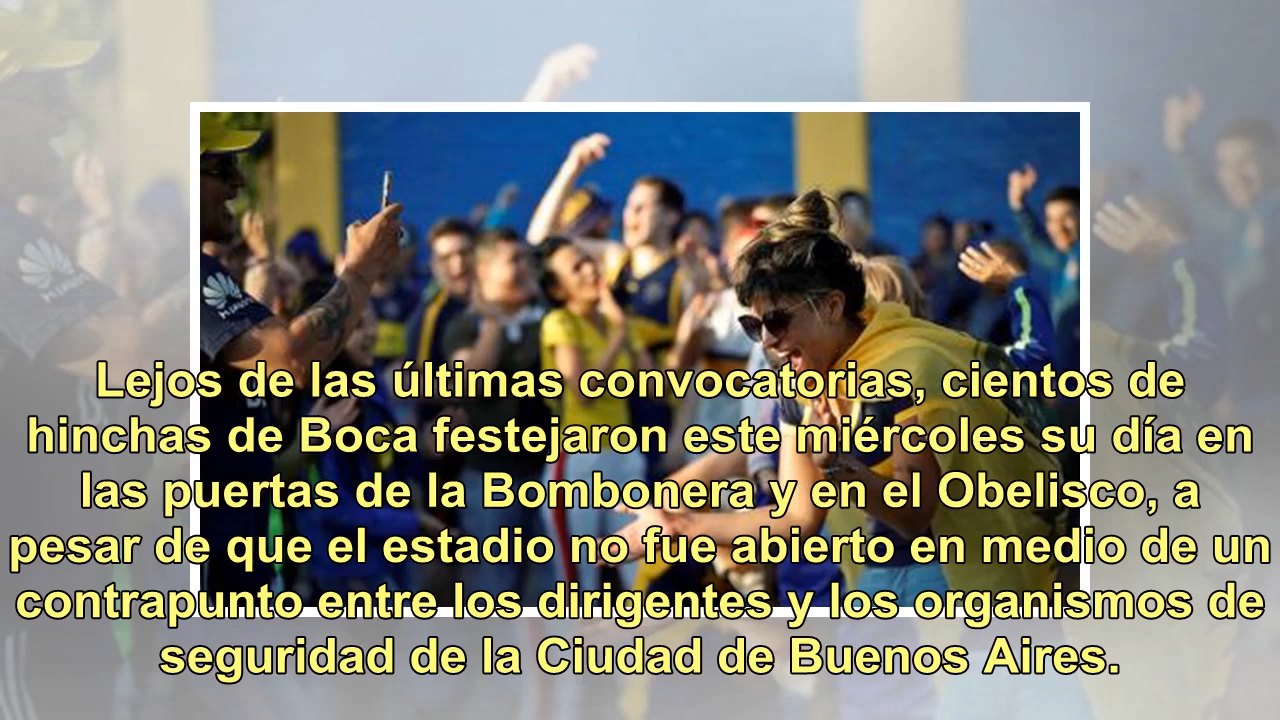 Lejos de las últimas convocatorias, cientos de
hinchas de Boca festejaron este miércoles su día en
las puertas de la Bombonera y en el Obelisco, a
pesar de que el estadio no fue abierto en medio de un
contrapunto entre los dirigentes y los organismos de
seguridad de la Ciudad de Buenos Aires.